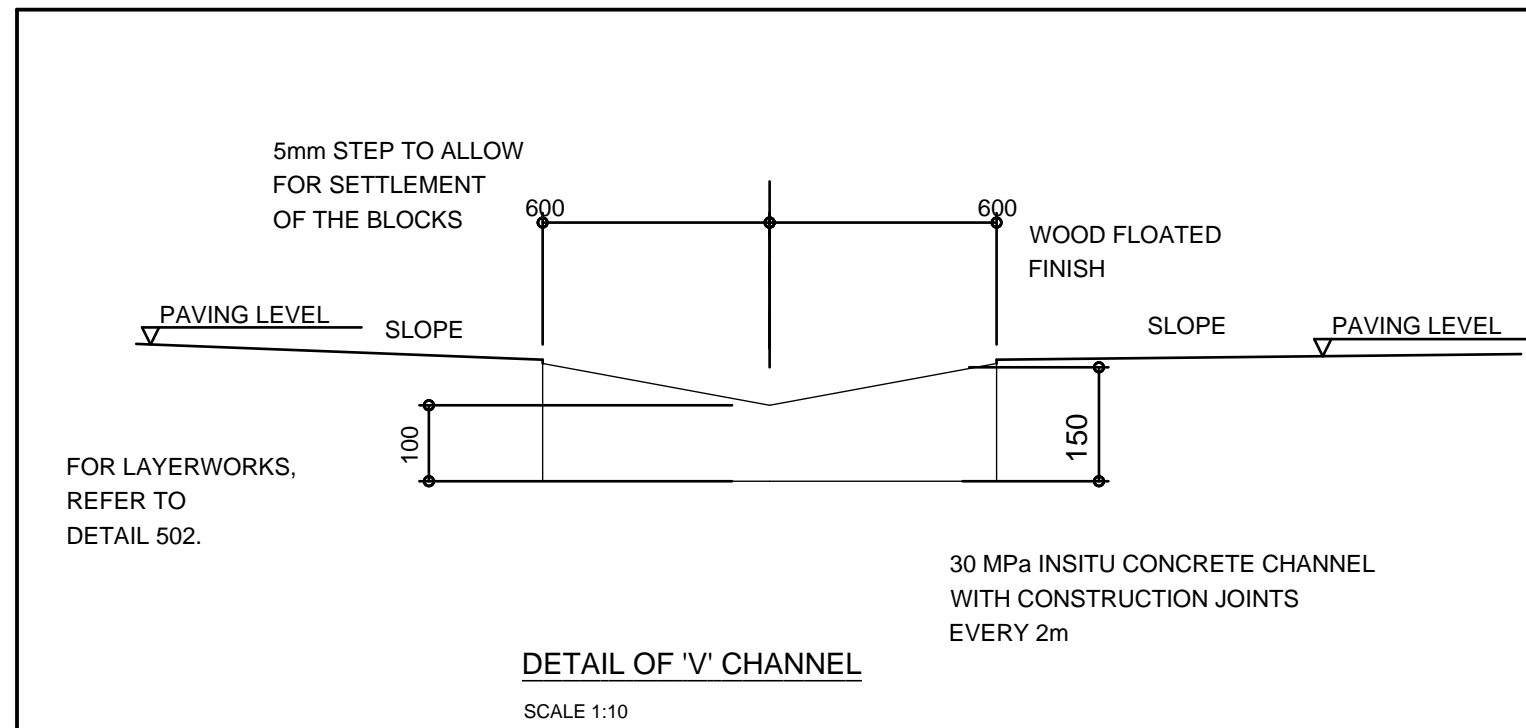 5mm STEP TO ALLOW
FOR SETTLEMENT
OF THE BLOCKS
600
600
WOOD FLOATED
FINISH
PAVING LEVEL
SLOPE
SLOPE
PAVING LEVEL
100
150
FOR LAYERWORKS,
REFER TO
DETAIL 502.
30 MPa INSITU CONCRETE CHANNEL
WITH CONSTRUCTION JOINTS
EVERY 2m
DETAIL OF 'V' CHANNEL
SCALE 1:10